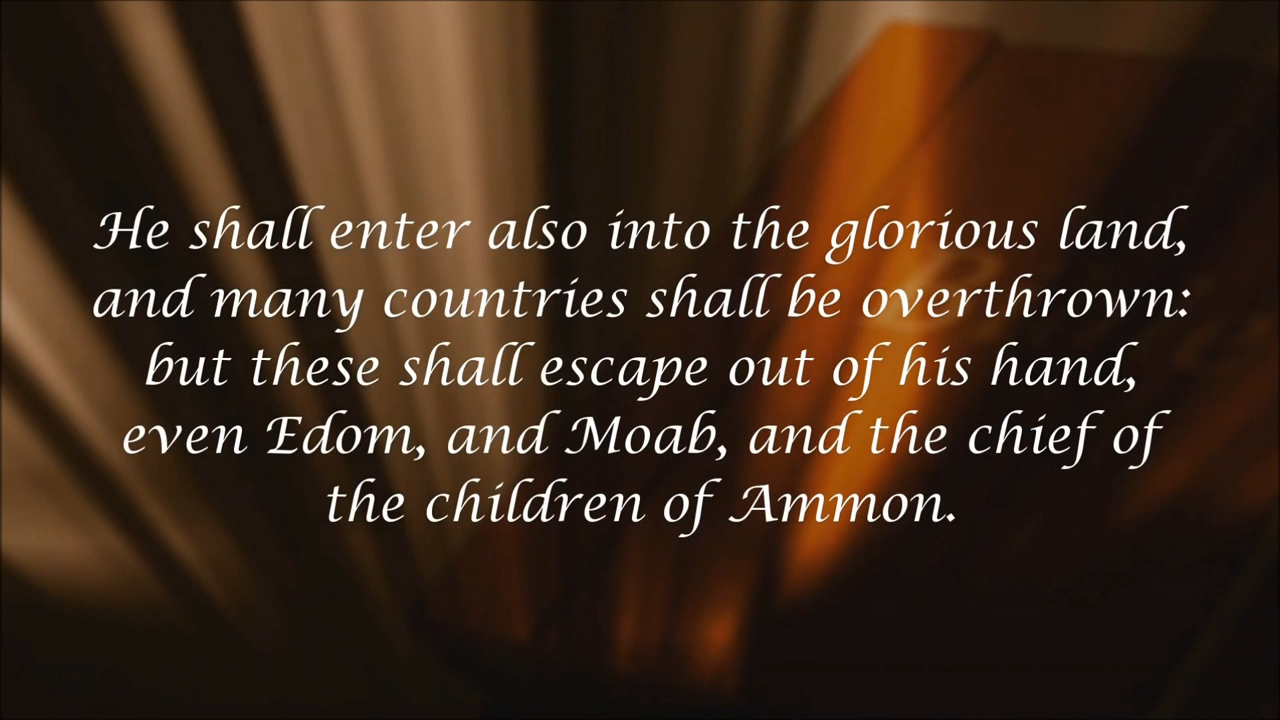 He shall enter also into the glorious land,
and many countries shall be overthrown:
but these shall escape out of his hand,
even Edom, and Moab, and the chief of
the children of Ammon.